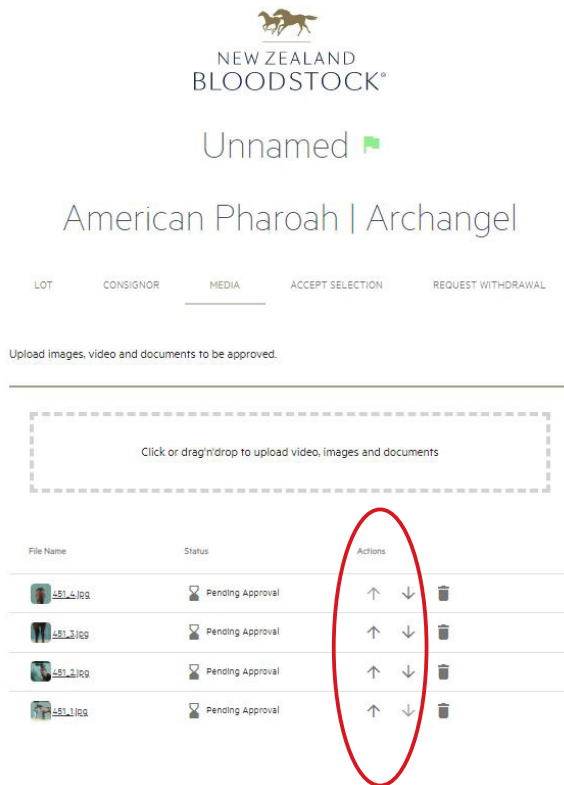 NEW ZEALAND
BLOODSTOCK®
Unnamed
American Pharoah | Archangel
LOT CONSIGNOR MEDIA ACCEPT SELECTION REQUEST WITHDRAWAL
Upload images, video and documents to be approved.
Click or drag'n'drop to upload video, images and documents
File Name Status Actions
451_4.jpg Pending Approval
451_3.jpg Pending Approval
451_2.jpg Pending Approval
451_1.jpg Pending Approval